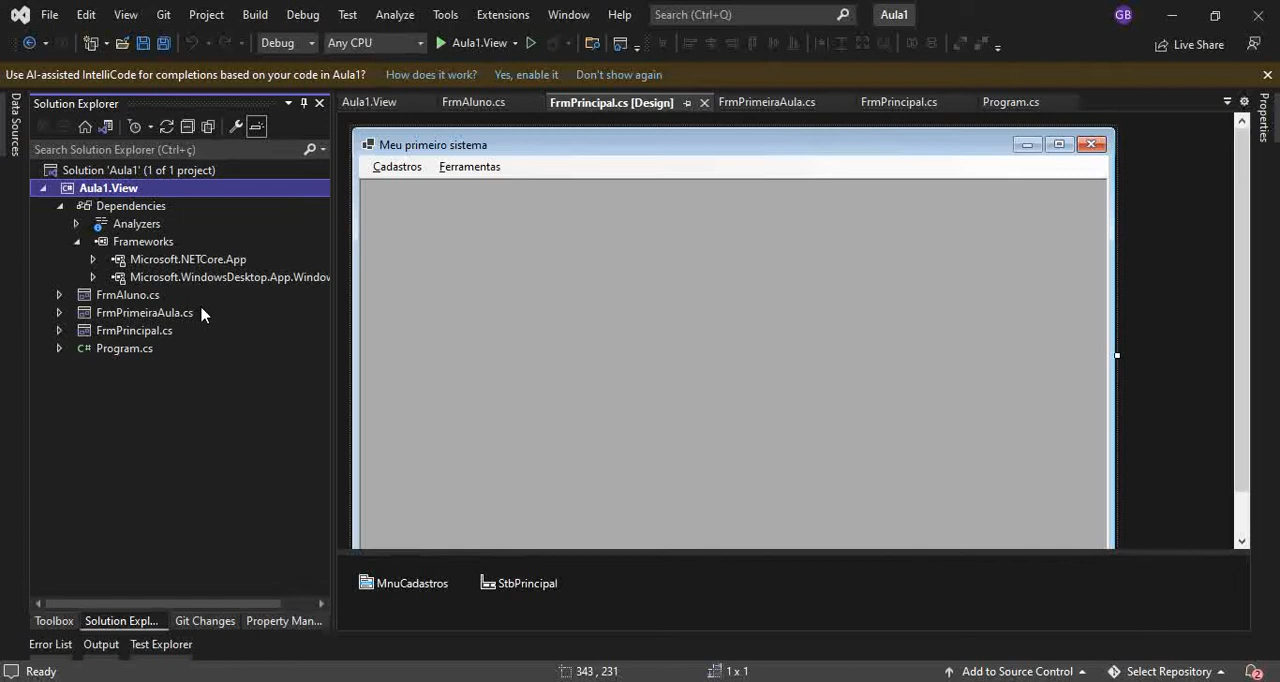 File Edit View Git Project Build Debug Test Analyze Tools Extensions Window Help Search (Ctrl+Q) Aula1 GB
Debug Any CPU Aula1.View Live Share
Use AI-assisted IntelliCode for completions based on your code in Aula1? How does it work? Yes, enable it Don't show again
Data Sources
Solution Explorer
Aula1.View FrmAluno.cs FrmPrincipal.cs [Design] FrmPrimeiraAula.cs FrmPrincipal.cs Program.cs
Properties
Search Solution Explorer (Ctrl+ç)
Solution 'Aula1' (1 of 1 project)
Aula1.View
Dependencies
Analyzers
Frameworks
Microsoft.NETCore.App
Microsoft.WindowsDesktop.App.Window
FrmAluno.cs
FrmPrimeiraAula.cs
FrmPrincipal.cs
C# Program.cs
Meu primeiro sistema
Cadastros Ferramentas
MnuCadastros StbPrincipal
Toolbox Solution Expl... Git Changes Property Man...
Error List Output Test Explorer
Ready 343 , 231 1 x 1 Add to Source Control Select Repository 2